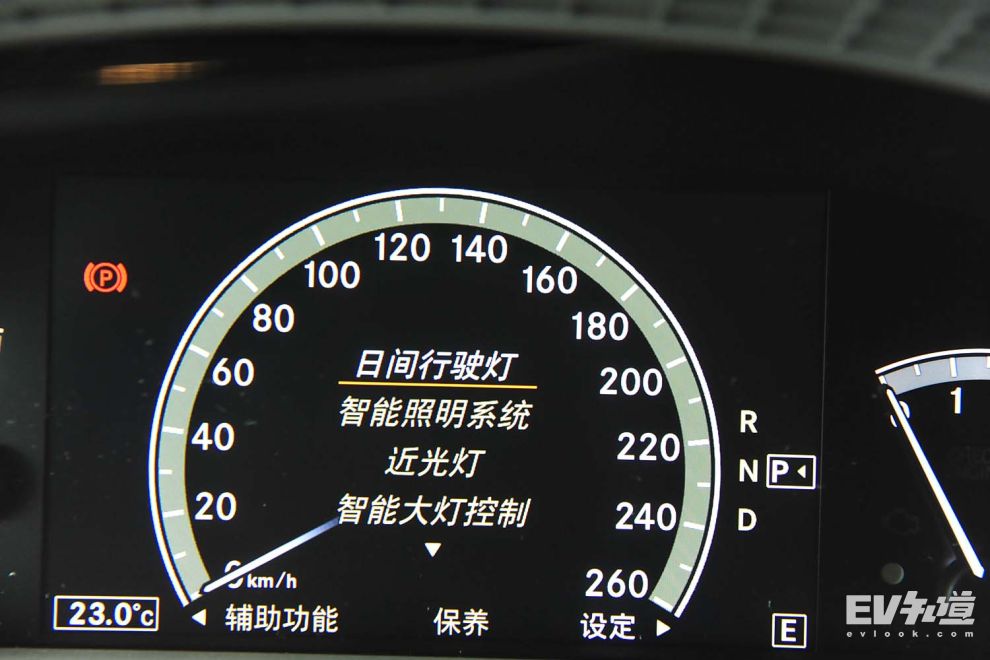 120 140
100 160
80 180
60 200
40 220
20 240
0 km/h 260
日间行驶灯
智能照明系统
近光灯
智能大灯控制
P
R
N P
D
23.0°C
辅助功能 保养 设定
E
0 1
EV知道
evlook.com